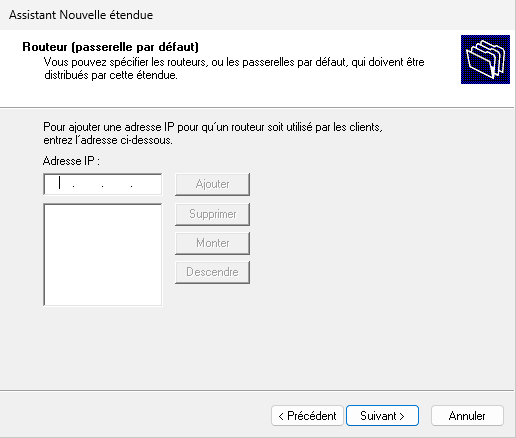 Assistant Nouvelle étendue
Routeur (passerelle par défaut)
Vous pouvez spécifier les routeurs, ou les passerelles par défaut, qui doivent être
distribués par cette étendue.
Pour ajouter une adresse IP pour qu'un routeur soit utilisé par les clients,
entrez l'adresse ci-dessous.
Adresse IP :
. . .
Ajouter
Supprimer
Monter
Descendre
< Précédent
Suivant >
Annuler